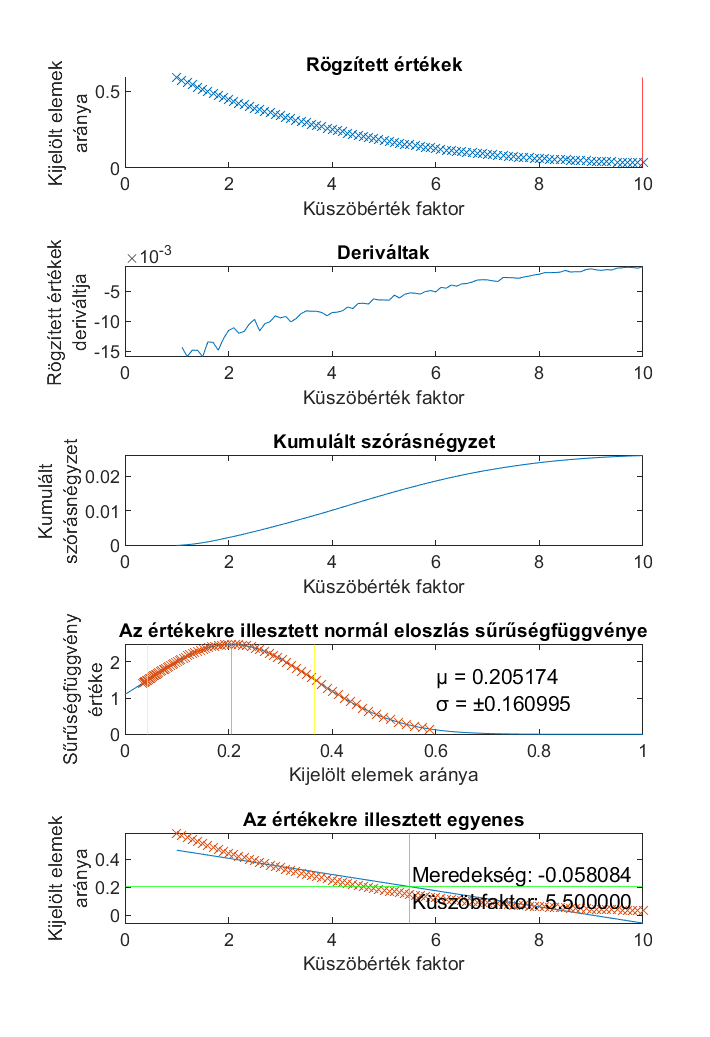 Rögzített értékek
Kijelölt elemek
aránya
0.5
0
0 2 4 6 8 10
Küszöbérték faktor
Deriváltak
×10-3
Rögzített értékek
deriváltja
-5
-10
-15
0 2 4 6 8 10
Küszöbérték faktor
Kumulált szórásnégyzet
Kumulált
szórásnégyzet
0.02
0.01
0
0 2 4 6 8 10
Küszöbérték faktor
Az értékekre illesztett normál eloszlás sűrűségfüggvénye
Sűrűségfüggvény
értéke
2
1
0
μ = 0.205174
σ = ±0.160995
0 0.2 0.4 0.6 0.8 1
Kijelölt elemek aránya
Az értékekre illesztett egyenes
Kijelölt elemek
aránya
0.4
0.2
0
Meredekség: -0.058084
Küszöbfaktor: 5.500000
0 2 4 6 8 10
Küszöbérték faktor